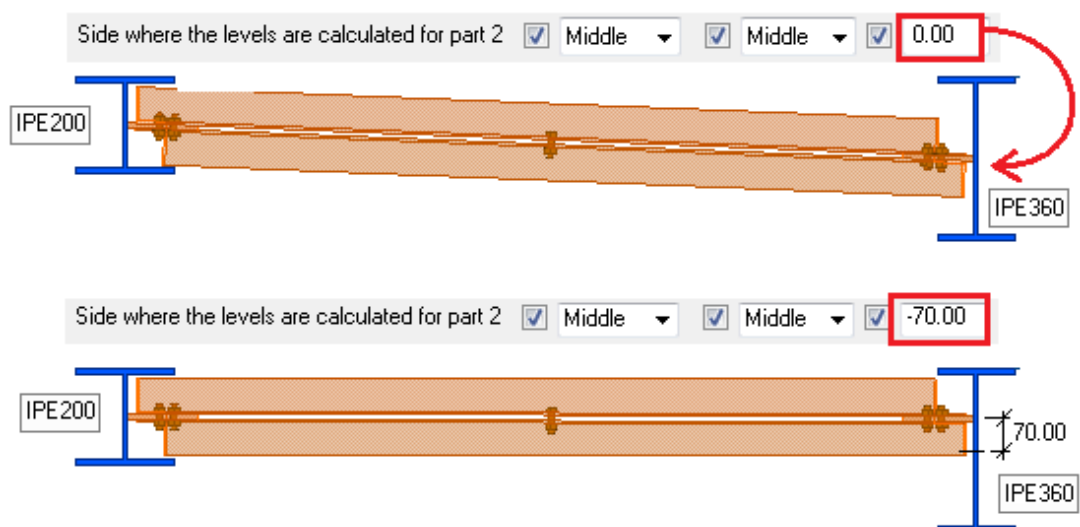 Side where the levels are calculated for part 2 Middle Middle 0.00
IPE200
IPE360
Side where the levels are calculated for part 2 Middle Middle -70.00
IPE200
70.00
IPE360